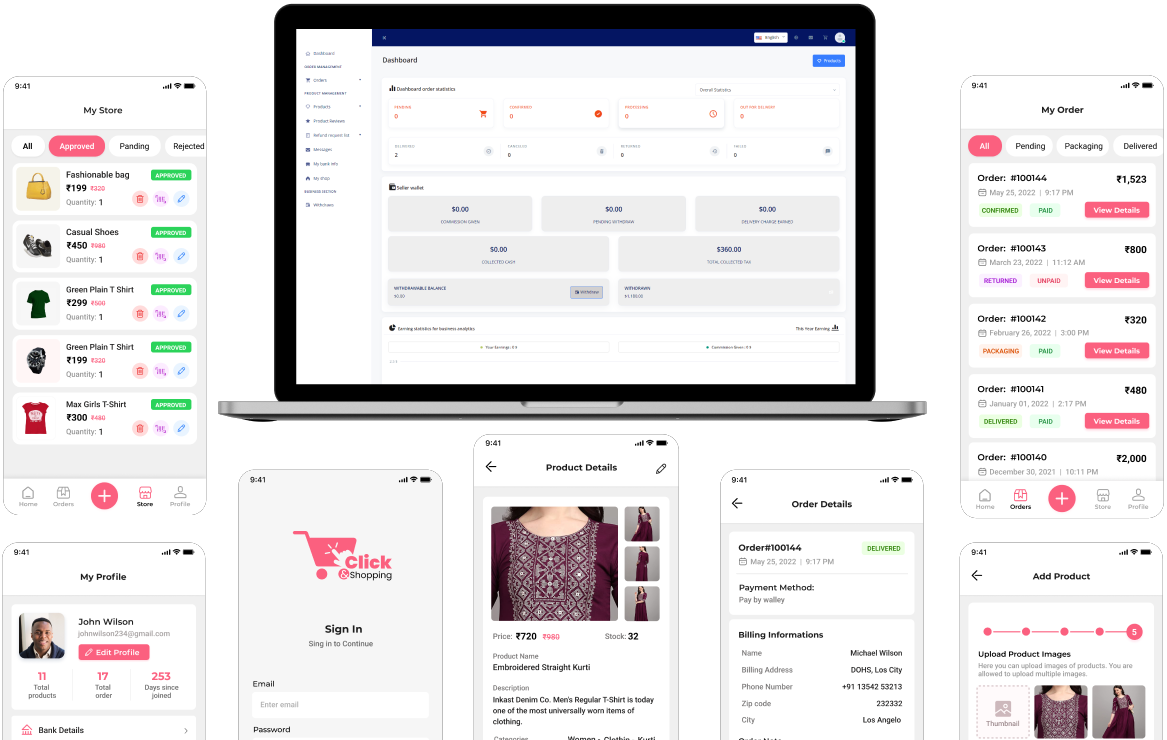 9:41
My Store
All
Approved
Panding
Rejected
Fashionable bag
APPROVED
₹199 ₹320
Quantity: 1
Casual Shoes
APPROVED
₹450 ₹980
Quantity: 1
Green Plain T Shirt
APPROVED
₹299 ₹500
Quantity: 1
Green Plain T Shirt
APPROVED
₹199 ₹320
Quantity: 1
Max Girls T-Shirt
APPROVED
₹300 ₹480
Quantity: 1
Home
Orders
Store
Profile
English
Dashboard
ORDER MANAGEMENT
Orders
PRODUCT MANAGEMENT
Products
Product Reviews
Refund request list
Messages
My bank info
My shop
BUSINESS SECTION
Withdraws
Dashboard
Products
Dashboard order statistics
Overall Statistics
PENDING
0
CONFIRMED
0
PROCESSING
0
OUT FOR DELIVERY
0
DELIVERED
2
CANCELED
0
RETURNED
0
FAILED
0
Seller wallet
$0.00
COMMISSION GIVEN
$0.00
PENDING WITHDRAW
$0.00
DELIVERY CHARGE EARNED
$0.00
COLLECTED CASH
$360.00
TOTAL COLLECTED TAX
WITHDRAWABLE BALANCE
$0.00
Withdraw
WITHDRAWN
$1,100.00
Earning statistics for business analytics
This Year Earning
Your Earnings : 0 $
Commission Given : 0 $
9:41
My Order
All
Pending
Packaging
Delivered
Order: #100144
₹1,523
May 25, 2022 | 9:17 PM
CONFIRMED
PAID
View Details
Order: #100143
₹800
March 23, 2022 | 11:12 AM
RETURNED
UNPAID
View Details
Order: #100142
₹320
February 26, 2022 | 3:00 PM
PACKAGING
PAID
View Details
Order: #100141
₹480
January 01, 2022 | 2:17 PM
DELIVERED
PAID
View Details
Order: #100140
₹2,000
December 30, 2021 | 10:11 PM
Home
Orders
Store
Profile
9:41
My Profile
John Wilson
johnwilson234@gmail.com
Edit Profile
11
Total
products
17
Total
order
253
Days since
joined
Bank Details
9:41
Click
&Shopping
Sign In
Sing in to Continue
Email
Enter email
Password
9:41
Product Details
Price: ₹720 ₹980
Stock: 32
Product Name
Embroidered Straight Kurti
Description
Inkast Denim Co. Men's Regular T-Shirt is today
one of the most universally worn items of
clothing.
Categories
Women - Clothin - Kurti
9:41
Order Details
Order#100144
DELIVERED
May 25, 2022 | 9:17 PM
Payment Method:
Pay by walley
Billing Informations
Name
Michael Wilson
Billing Address
DOHS, Los City
Phone Number
+91 13542 53213
Zip code
232332
City
Los Angelo
Order Note
9:41
Add Product
5
Upload Product Images
Here you can upload images of products. You are
allowed to upload multiple images.
Thumbnail